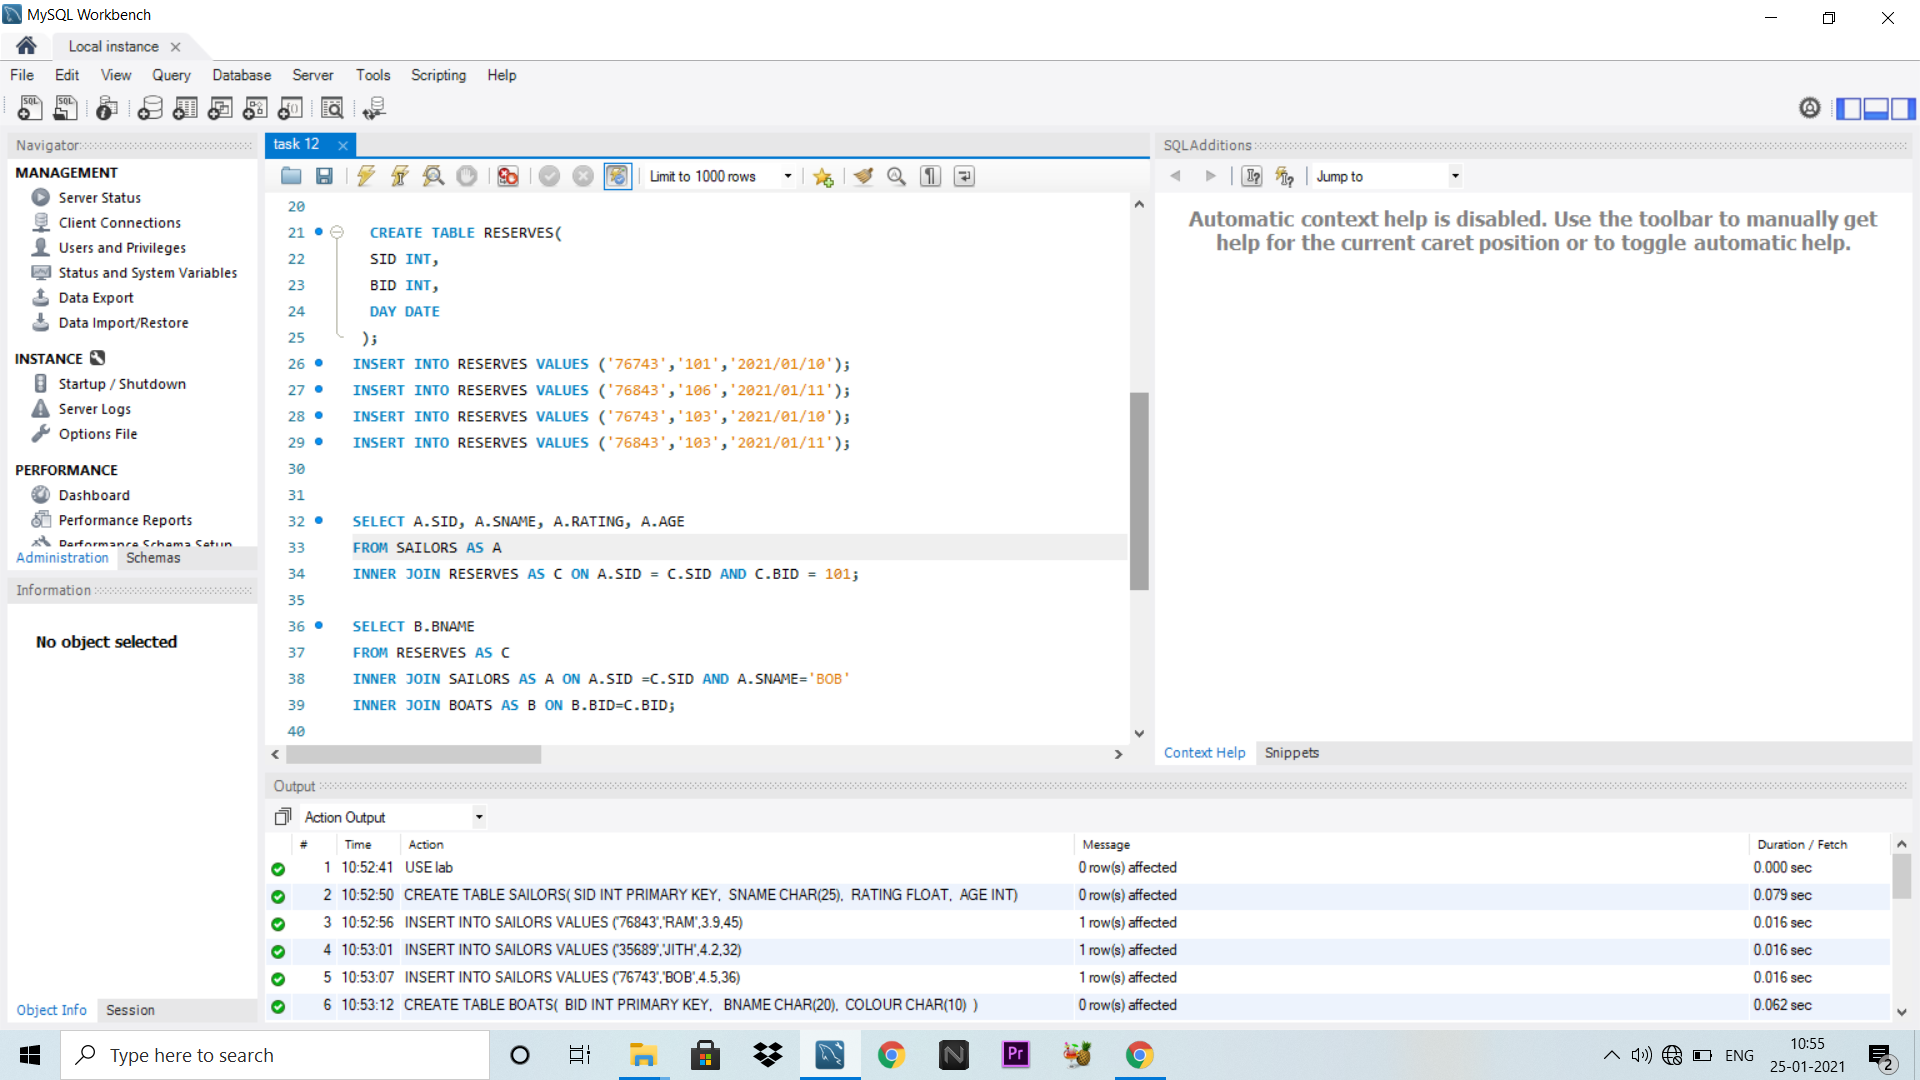 MySQL Workbench
Local instance
File Edit View Query Database Server Tools Scripting Help
Navigator
MANAGEMENT
Server Status
Client Connections
Users and Privileges
Status and System Variables
Data Export
Data Import/Restore
INSTANCE
Startup / Shutdown
Server Logs
Options File
PERFORMANCE
Dashboard
Performance Reports
Performance Schema Setup
Administration Schemas
Information
No object selected
Object Info Session
task 12
Limit to 1000 rows
20
21 CREATE TABLE RESERVES(
22 SID INT,
23 BID INT,
24 DAY DATE
25 );
26 INSERT INTO RESERVES VALUES ('76743','101','2021/01/10');
27 INSERT INTO RESERVES VALUES ('76843','106','2021/01/11');
28 INSERT INTO RESERVES VALUES ('76743','103','2021/01/10');
29 INSERT INTO RESERVES VALUES ('76843','103','2021/01/11');
30
31
32 SELECT A.SID, A.SNAME, A.RATING, A.AGE
33 FROM SAILORS AS A
34 INNER JOIN RESERVES AS C ON A.SID = C.SID AND C.BID = 101;
35
36 SELECT B.BNAME
37 FROM RESERVES AS C
38 INNER JOIN SAILORS AS A ON A.SID =C.SID AND A.SNAME='BOB'
39 INNER JOIN BOATS AS B ON B.BID=C.BID;
40
SQLAdditions
Jump to
Automatic context help is disabled. Use the toolbar to manually get
help for the current caret position or to toggle automatic help.
Context Help Snippets
Output
Action Output
# Time Action Message Duration / Fetch
1 10:52:41 USE lab 0 row(s) affected 0.000 sec
2 10:52:50 CREATE TABLE SAILORS( SID INT PRIMARY KEY, SNAME CHAR(25), RATING FLOAT, AGE INT) 0 row(s) affected 0.079 sec
3 10:52:56 INSERT INTO SAILORS VALUES ('76843','RAM',3.9,45) 1 row(s) affected 0.016 sec
4 10:53:01 INSERT INTO SAILORS VALUES ('35689','JITH',4.2,32) 1 row(s) affected 0.016 sec
5 10:53:07 INSERT INTO SAILORS VALUES ('76743','BOB',4.5,36) 1 row(s) affected 0.016 sec
6 10:53:12 CREATE TABLE BOATS( BID INT PRIMARY KEY, BNAME CHAR(20), COLOUR CHAR(10) ) 0 row(s) affected 0.062 sec
Type here to search
Pr
ENG
10:55
25-01-2021
2